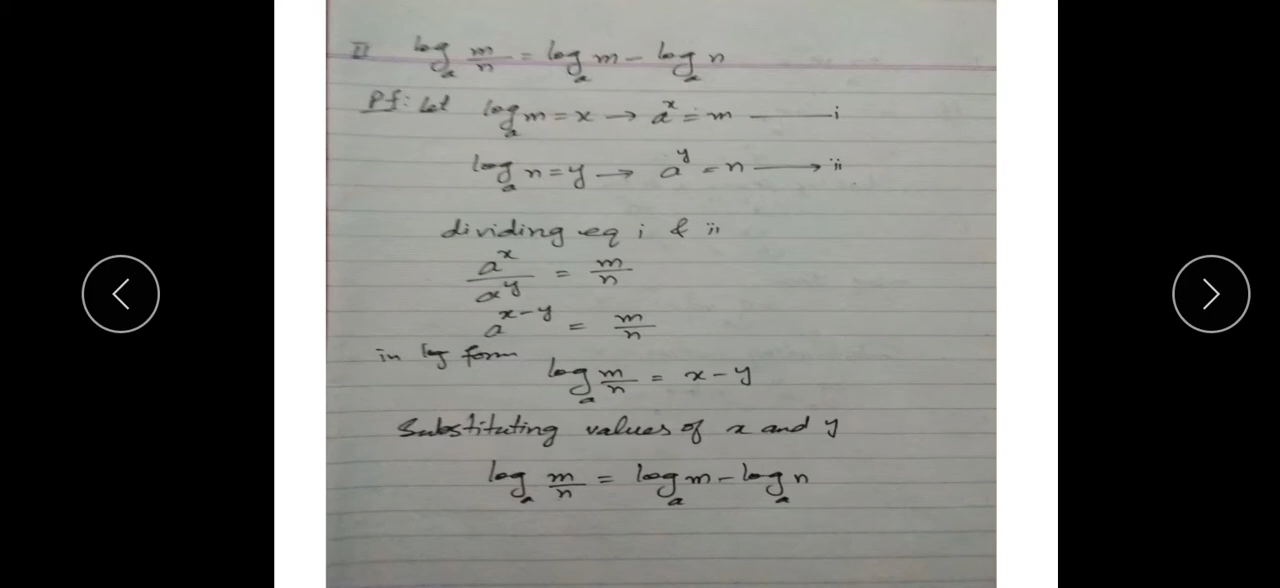 II log_a m/n = log_a m - log_a n
Pf: Let log_a m = x → a^x = m —— i
log_a n = y → a^y = n ——→ ii
dividing eq i & ii
a^x/a^y = m/n
a^(x-y) = m/n
in log form
log_a m/n = x - y
Substituting values of x and y
log_a m/n = log_a m - log_a n